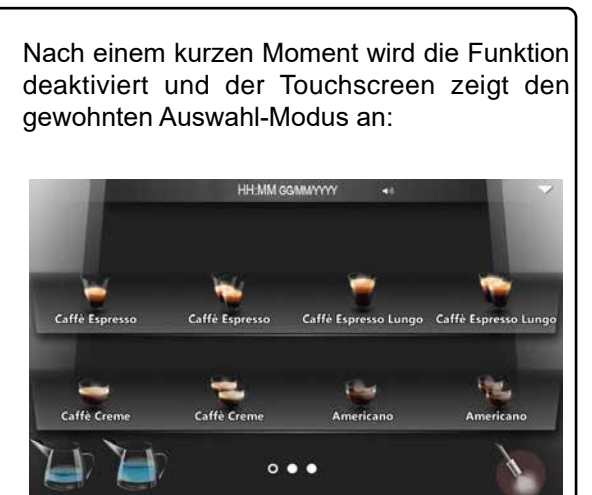 Nach einem kurzen Moment wird die Funktion
deaktiviert und der Touchscreen zeigt den
gewohnten Auswahl-Modus an:
HH:MM GG/MM/YYYY
Caffè Espresso Caffè Espresso Caffè Espresso Lungo Caffè Espresso Lungo
Caffè Creme Caffè Creme Americano Americano